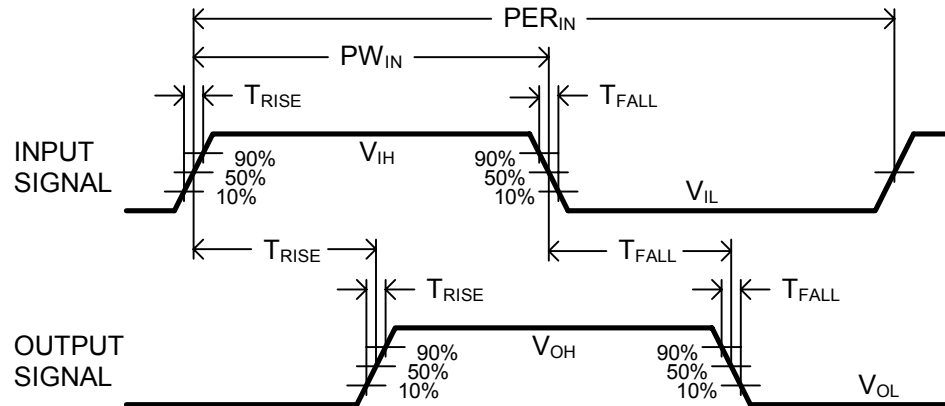 PER_IN
PW_IN
T_RISE
T_FALL
INPUT
SIGNAL
V_IH
90%
50%
10%
90%
50%
10%
V_IL
T_RISE
T_FALL
T_RISE
T_FALL
OUTPUT
SIGNAL
V_OH
90%
50%
10%
90%
50%
10%
V_OL